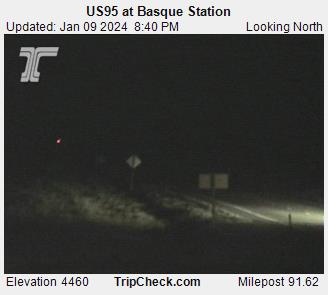 US95 at Basque Station
Updated: Jan 09 2024 8:40 PM Looking North
Elevation 4460 TripCheck.com Milepost 91.62